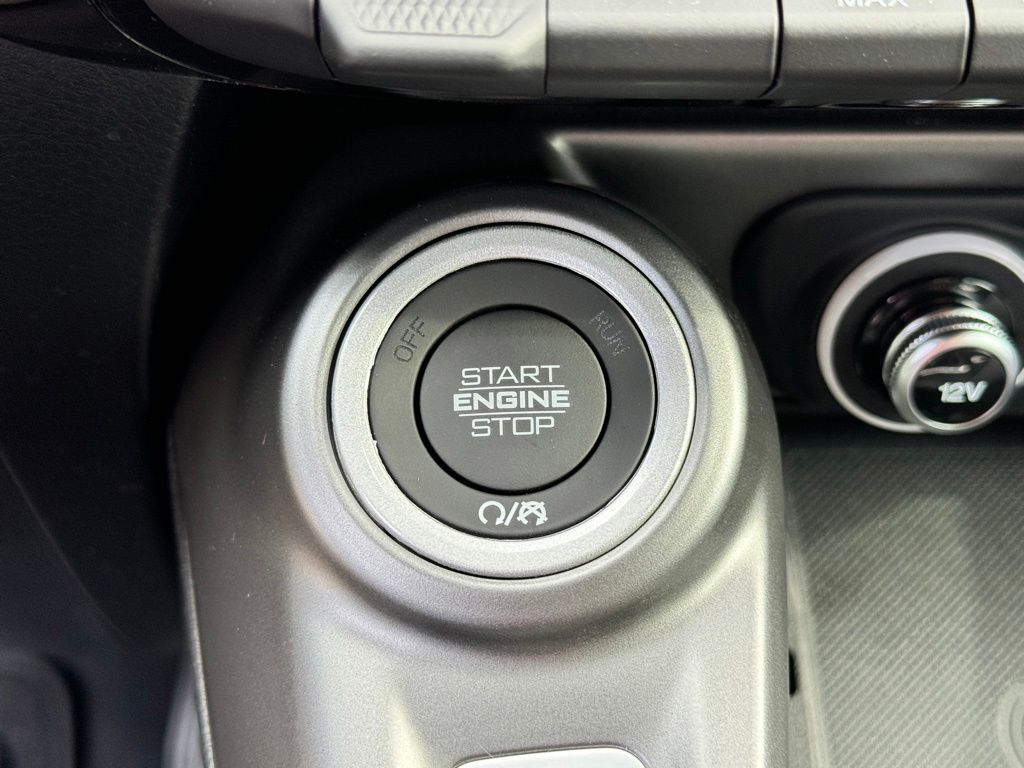 MAX
OFF
RUN
START
ENGINE
STOP
12V